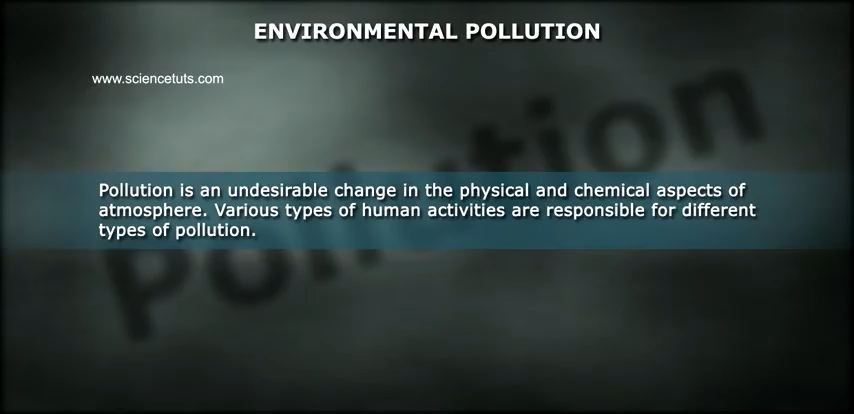 ENVIRONMENTAL POLLUTION
www.sciencetuts.com
Pollution
Pollution is an undesirable change in the physical and chemical aspects of
atmosphere. Various types of human activities are responsible for different
types of pollution.